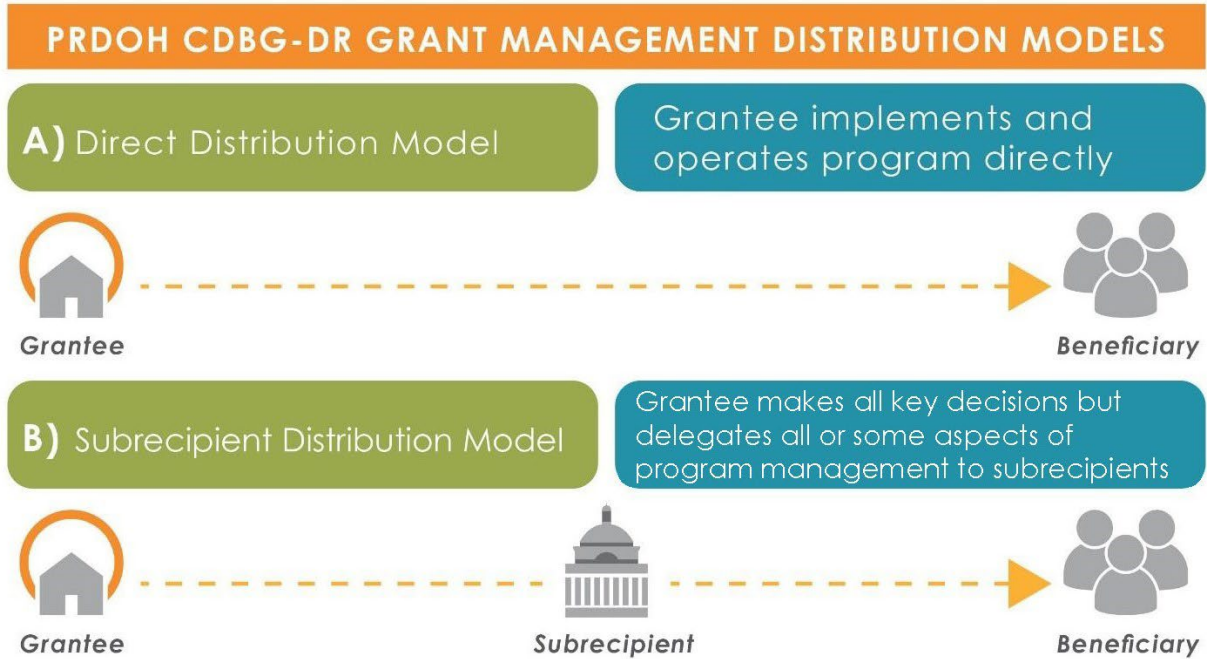 PRDOH CDBG-DR GRANT MANAGEMENT DISTRIBUTION MODELS
A) Direct Distribution Model
Grantee implements and
operates program directly
Grantee
Beneficiary
B) Subrecipient Distribution Model
Grantee makes all key decisions but
delegates all or some aspects of
program management to subrecipients
Grantee
Subrecipient
Beneficiary